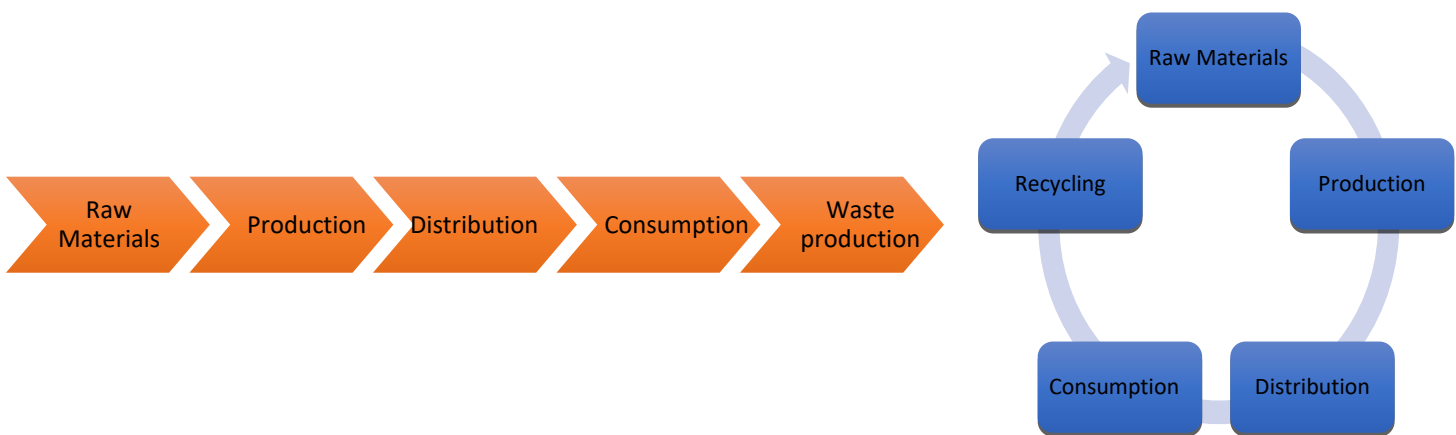 Raw
Materials
Production
Distribution
Consumption
Waste
production
Raw Materials
Production
Distribution
Consumption
Recycling